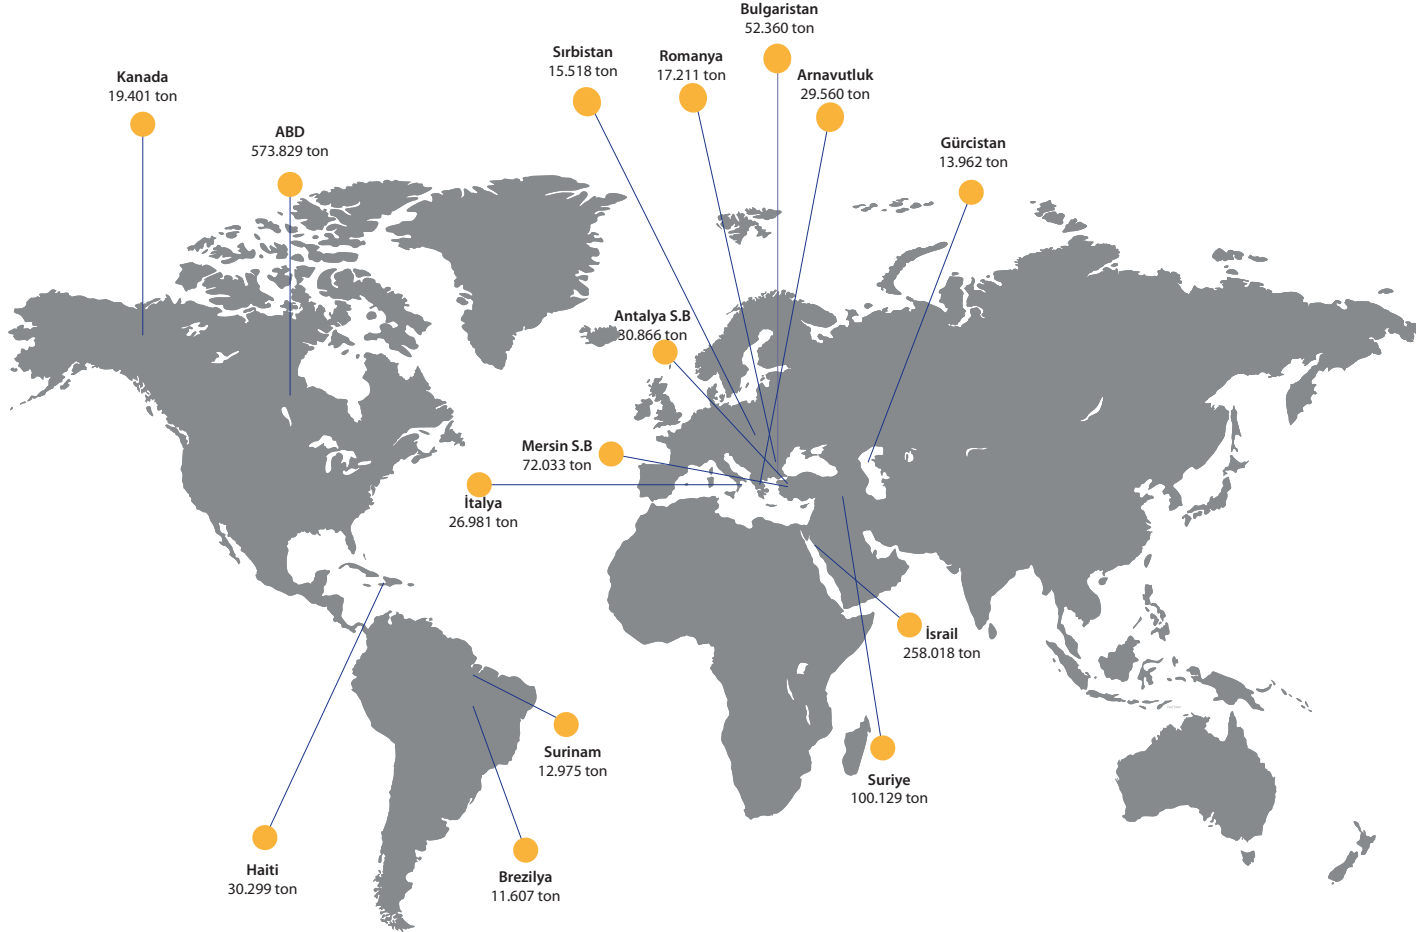 Bulgaristan
52.360 ton
Sırbistan
15.518 ton
Romanya
17.211 ton
Arnavutluk
29.560 ton
Kanada
19.401 ton
ABD
573.829 ton
Gürcistan
13.962 ton
Antalya S.B
30.866 ton
Mersin S.B
72.033 ton
İtalya
26.981 ton
İsrail
258.018 ton
Surinam
12.975 ton
Suriye
100.129 ton
Haiti
30.299 ton
Brezilya
11.607 ton